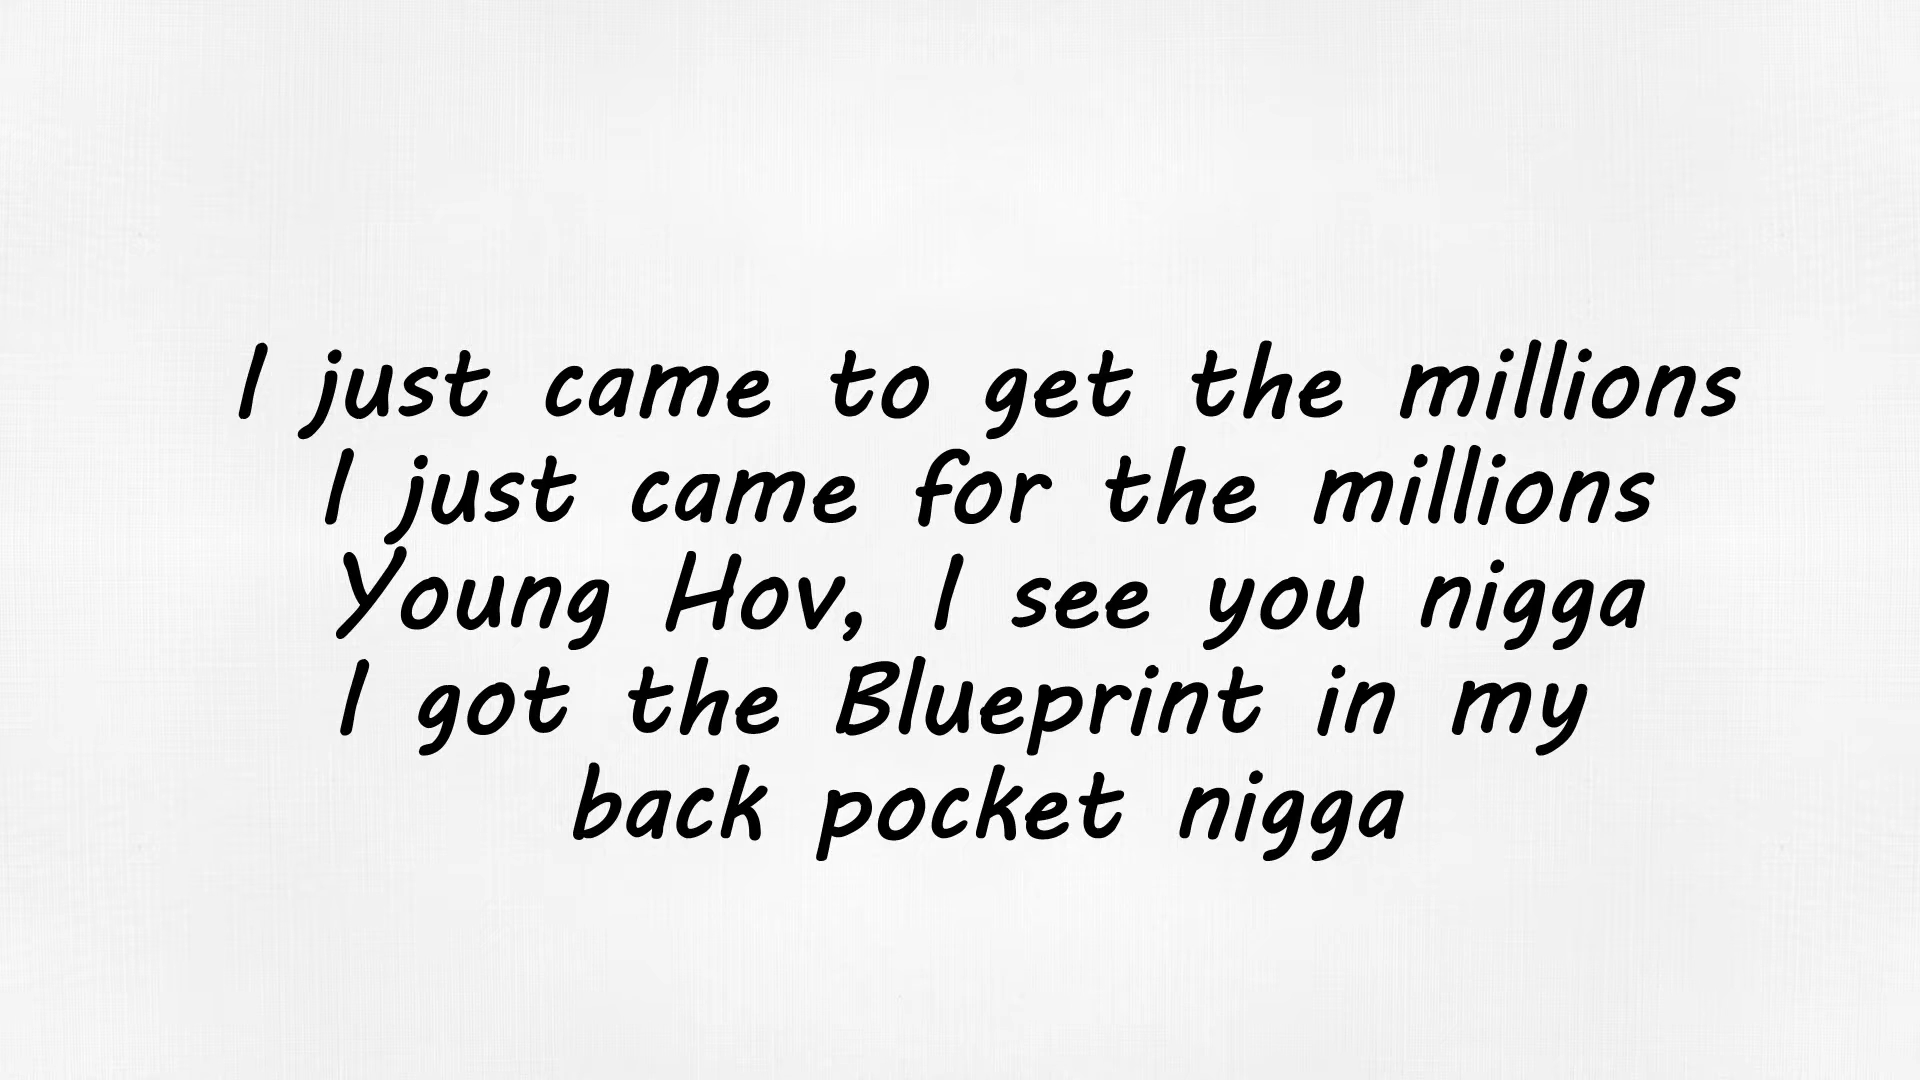 I just came to get the millions
I just came for the millions
Young Hov, I see you nigga
I got the Blueprint in my
back pocket nigga